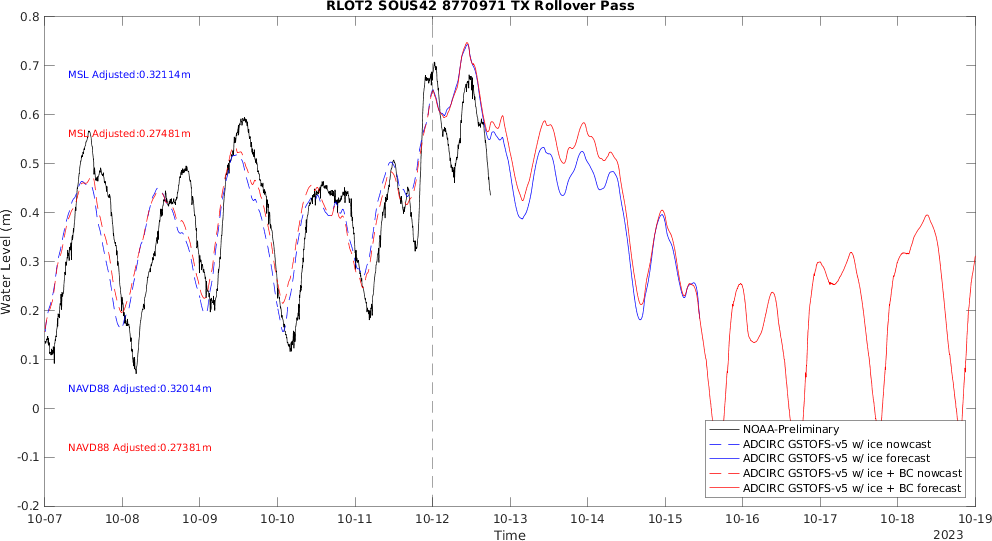 RLOT2 SOUS42 8770971 TX Rollover Pass
0.8
0.7
0.6
0.5
0.4
0.3
0.2
0.1
0
-0.1
-0.2
Water Level (m)
MSL Adjusted:0.32114m
MSL Adjusted:0.27481m
NAVD88 Adjusted:0.32014m
NAVD88 Adjusted:0.27381m
NOAA-Preliminary
ADCIRC GSTOFS-v5 w/ ice nowcast
ADCIRC GSTOFS-v5 w/ ice forecast
ADCIRC GSTOFS-v5 w/ ice + BC nowcast
ADCIRC GSTOFS-v5 w/ ice + BC forecast
10-07 10-08 10-09 10-10 10-11 10-12 10-13 10-14 10-15 10-16 10-17 10-18 10-19
Time
2023